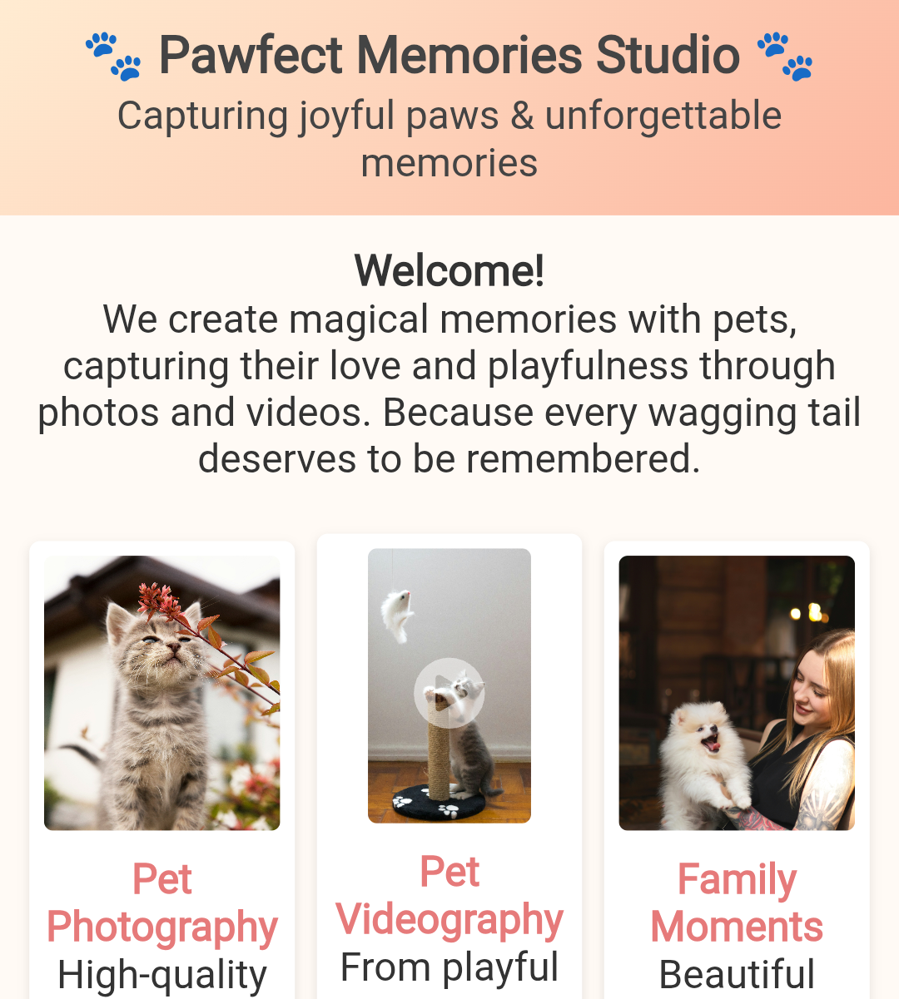 🐾 Pawfect Memories Studio 🐾
Capturing joyful paws & unforgettable
memories
Welcome!
We create magical memories with pets,
capturing their love and playfulness through
photos and videos. Because every wagging tail
deserves to be remembered.
Pet
Photography
High-quality
Pet
Videography
From playful
Family
Moments
Beautiful